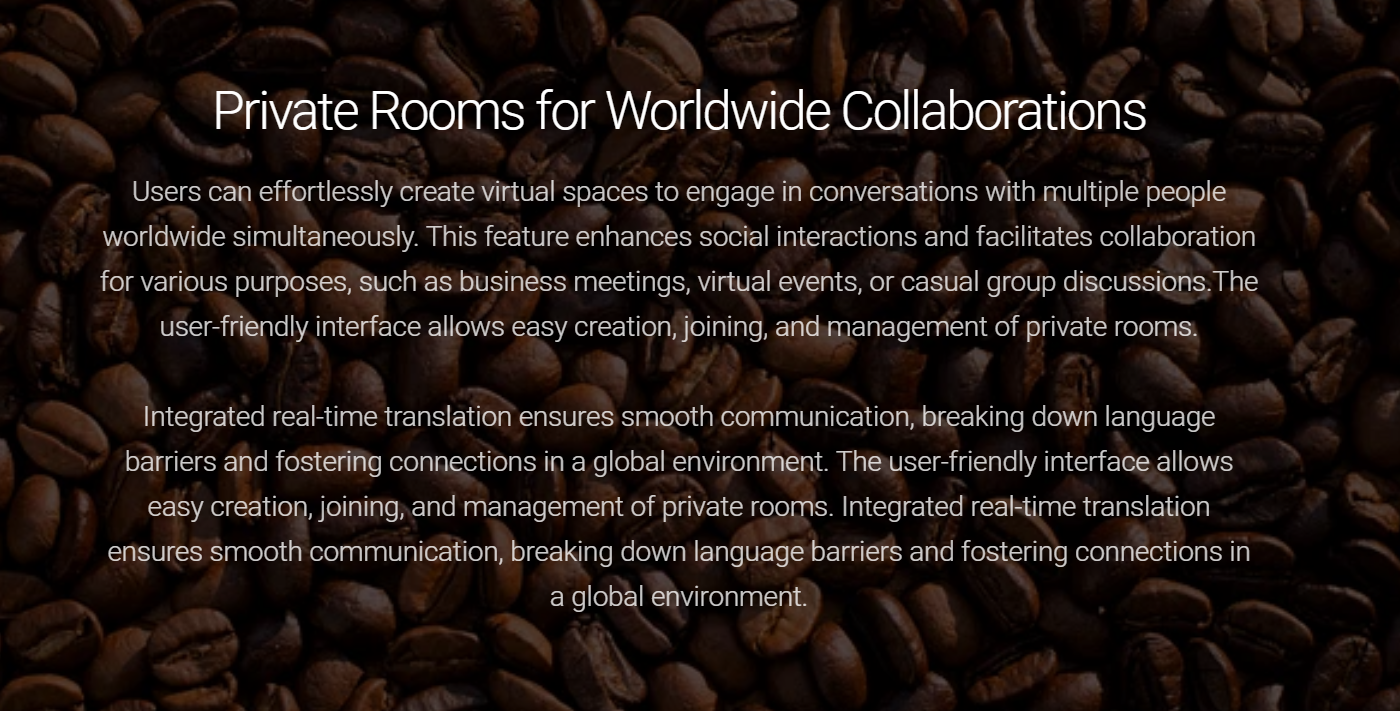 Private Rooms for Worldwide Collaborations
Users can effortlessly create virtual spaces to engage in conversations with multiple people
worldwide simultaneously. This feature enhances social interactions and facilitates collaboration
for various purposes, such as business meetings, virtual events, or casual group discussions.The
user-friendly interface allows easy creation, joining, and management of private rooms.
Integrated real-time translation ensures smooth communication, breaking down language
barriers and fostering connections in a global environment. The user-friendly interface allows
easy creation, joining, and management of private rooms. Integrated real-time translation
ensures smooth communication, breaking down language barriers and fostering connections in
a global environment.